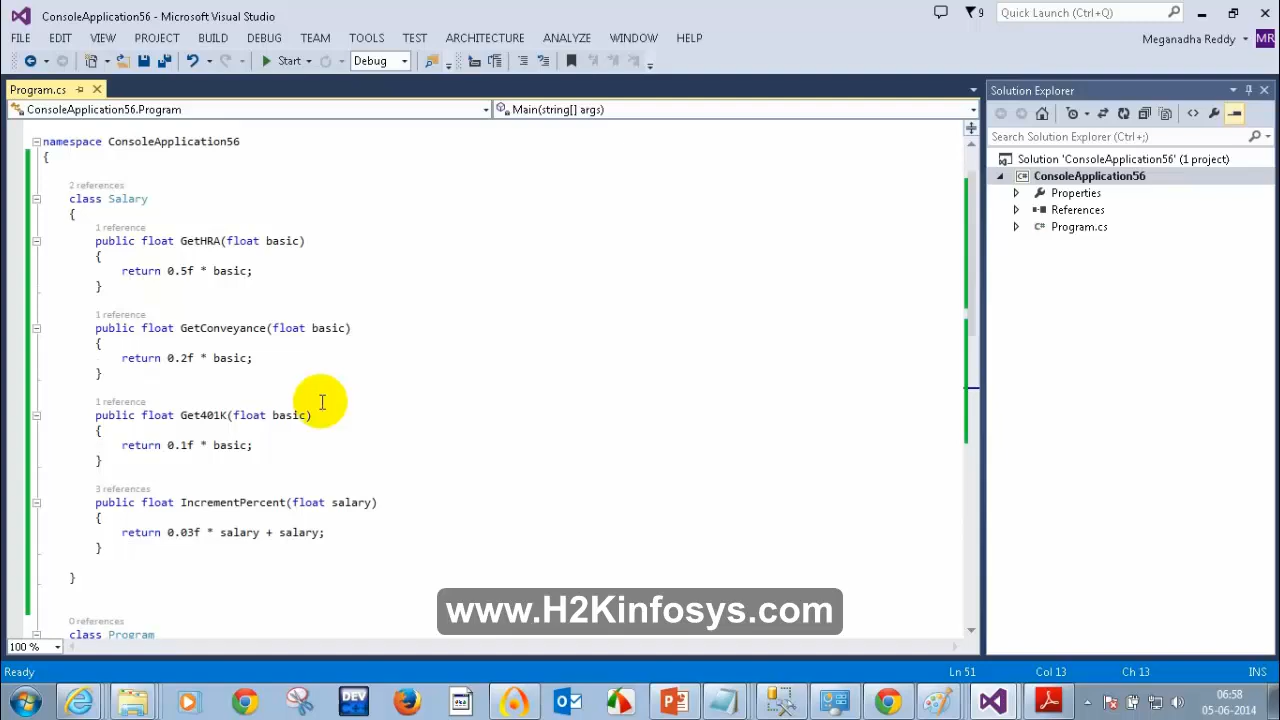 ConsoleApplication56 - Microsoft Visual Studio
9
Quick Launch (Ctrl+Q)
FILE EDIT VIEW PROJECT BUILD DEBUG TEAM TOOLS TEST ARCHITECTURE ANALYZE WINDOW HELP
Meganadha Reddy
MR
Start
Debug
Program.cs
ConsoleApplication56.Program
Main(string[] args)
namespace ConsoleApplication56
{
2 references
class Salary
{
1 reference
public float GetHRA(float basic)
{
return 0.5f * basic;
}
1 reference
public float GetConveyance(float basic)
{
return 0.2f * basic;
}
1 reference
public float Get401K(float basic)
{
return 0.1f * basic;
}
3 references
public float IncrementPercent(float salary)
{
return 0.03f * salary + salary;
}
}
0 references
class Program
100 %
Solution Explorer
Search Solution Explorer (Ctrl+;)
Solution 'ConsoleApplication56' (1 project)
ConsoleApplication56
Properties
References
Program.cs
www.H2Kinfosys.com
Ready
Ln 51
Col 13
Ch 13
INS
DEV
06:58
05-06-2014